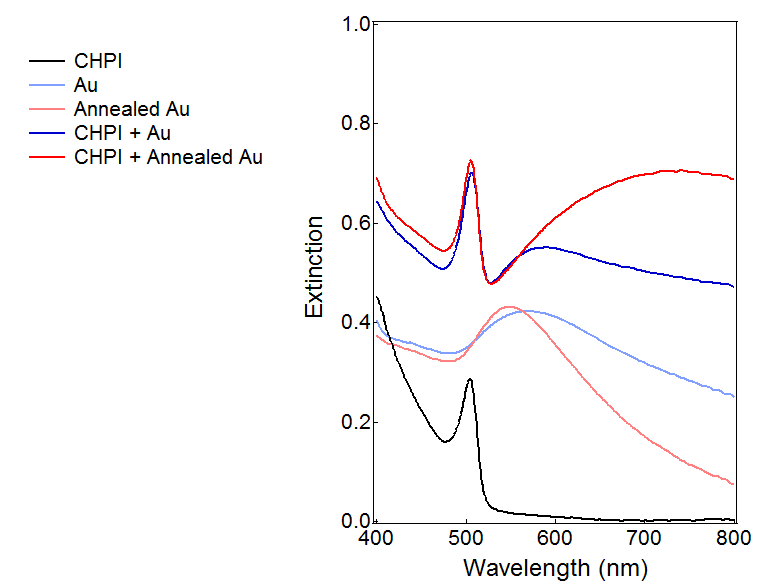 CHPI
Au
Annealed Au
CHPI + Au
CHPI + Annealed Au
1.0
0.8
0.6
0.4
0.2
0.0
Extinction
400 500 600 700 800
Wavelength (nm)